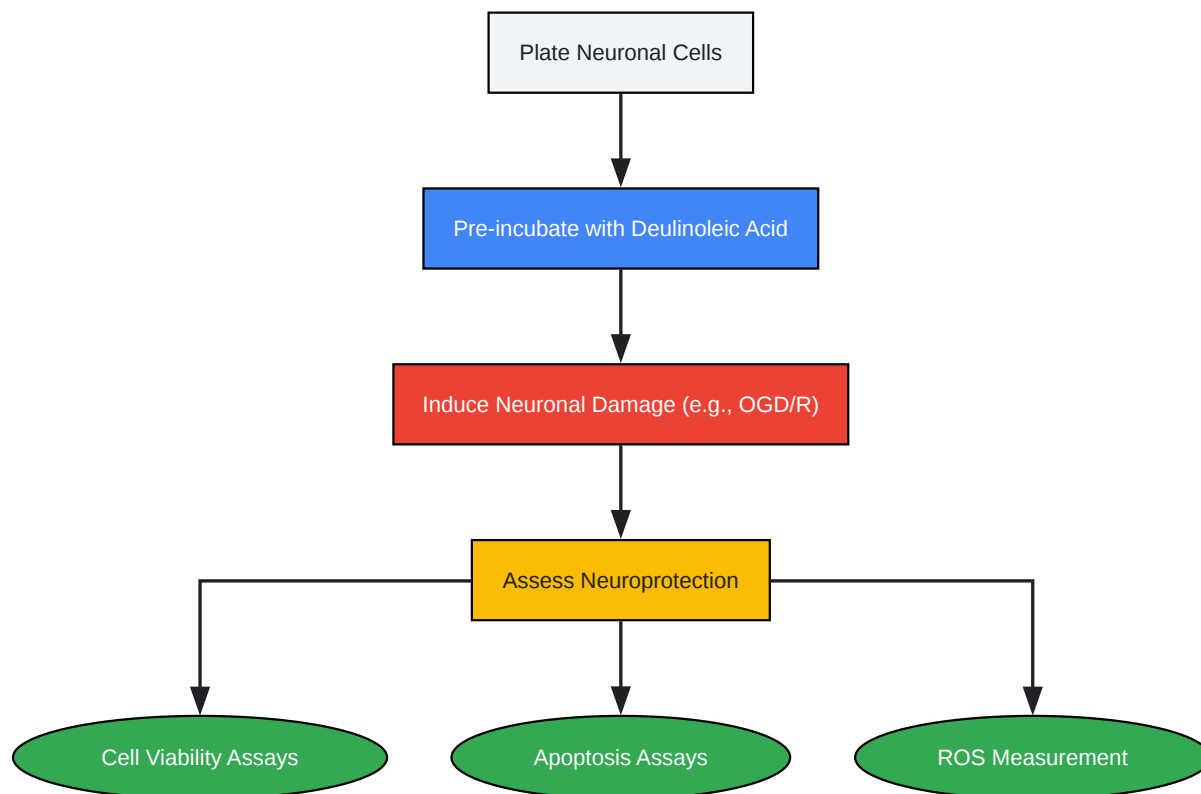 Plate Neuronal Cells
Pre-incubate with Deulinoleic Acid
Induce Neuronal Damage (e.g., OGD/R)
Assess Neuroprotection
Cell Viability Assays
Apoptosis Assays
ROS Measurement